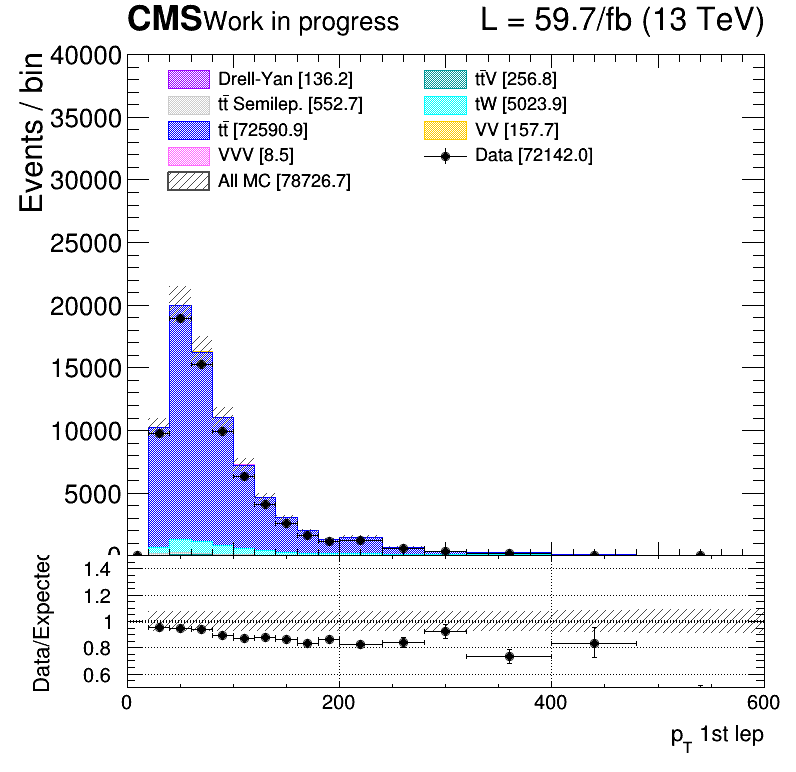 CMS Work in progress L = 59.7/fb (13 TeV)
Events / bin
40000
35000
30000
25000
20000
15000
10000
5000
0
Drell-Yan [136.2]
tt̄ Semilep. [552.7]
tt̄ [72590.9]
VVV [8.5]
All MC [78726.7]
tt̄V [256.8]
tW [5023.9]
VV [157.7]
Data [72142.0]
Data/Expected
1.4
1.2
1
0.8
0.6
0 200 400 600
p_T 1st lep